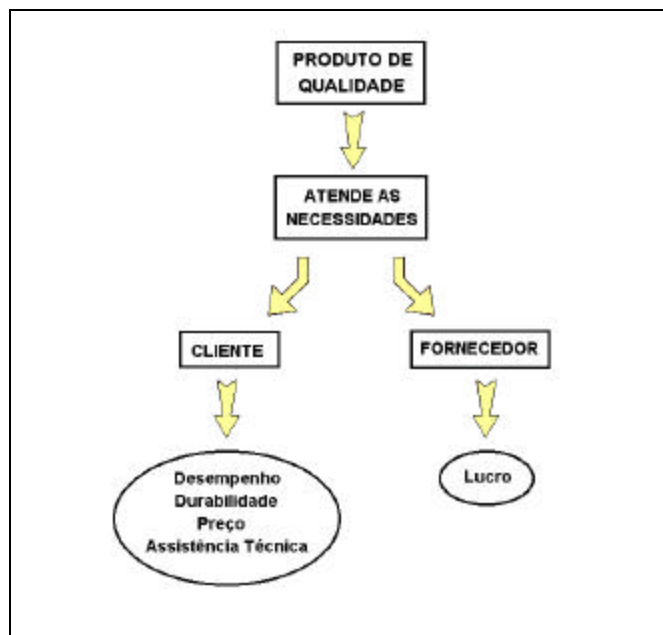 PRODUTO DE
QUALIDADE
ATENDE AS
NECESSIDADES
CLIENTE
FORNECEDOR
Desempenho
Durabilidade
Preço
Assistência Técnica
Lucro